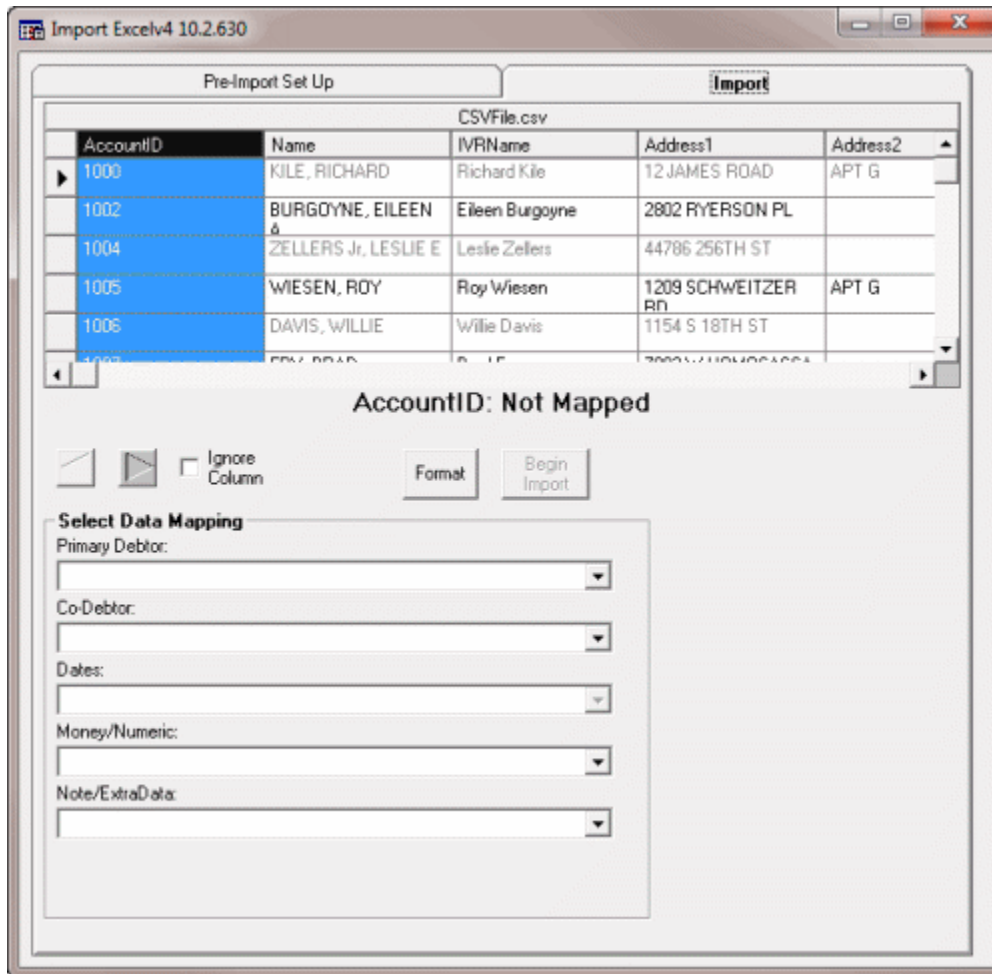 Import Excelv4 10.2.630
Pre-Import Set Up Import
CSVFile.csv
AccountID Name IVRName Address1 Address2
1000 KILE, RICHARD Richard Kile 12 JAMES ROAD APT G
1002 BURGOYNE, EILEEN Eileen Burgoyne 2802 RYERSON PL
1004 ZELLERS Jr, LESLIE E Leslie Zellers 44786 256TH ST
1005 WIESEN, ROY Roy Wiesen 1209 SCHWEITZER APT G
1006 DAVIS, WILLIE Willie Davis 1154 S 18TH ST
AccountID: Not Mapped
Ignore
Column
Format
Begin
Import
Select Data Mapping
Primary Debtor:
Co-Debtor:
Dates:
Money/Numeric:
Note/ExtraData: